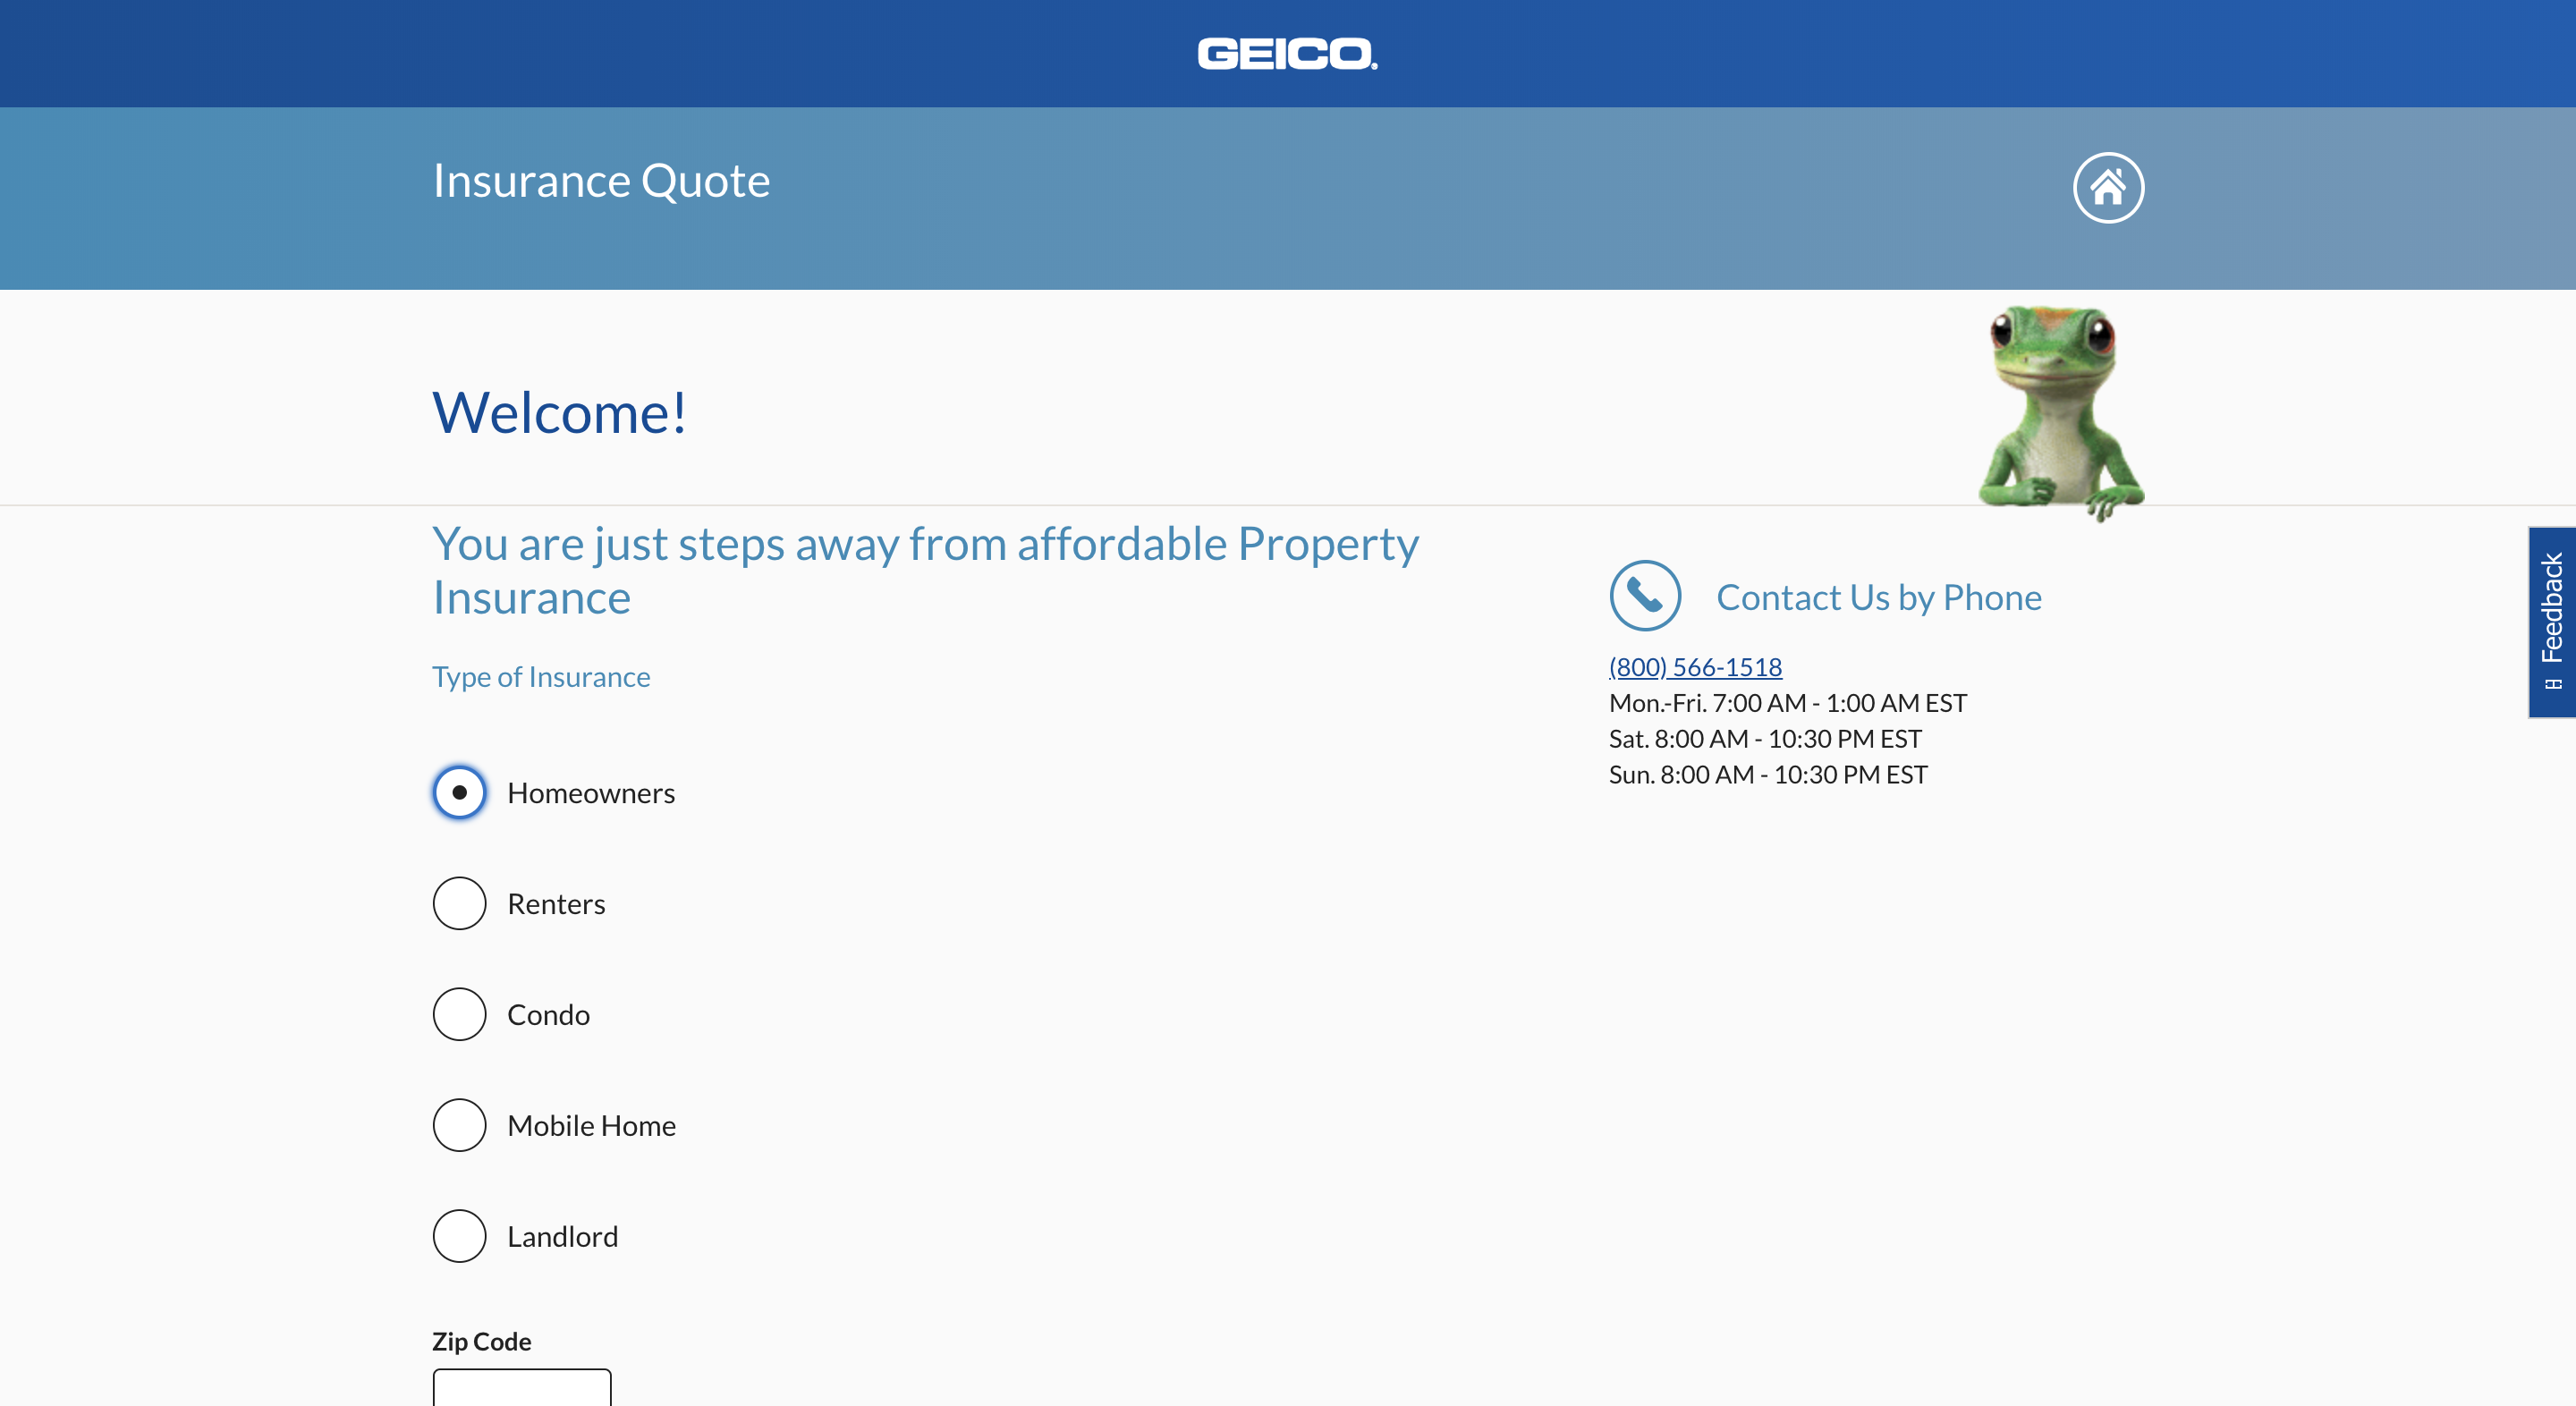 GEICO.
Insurance Quote
Welcome!
You are just steps away from affordable Property
Insurance
Type of Insurance
Homeowners
Renters
Condo
Mobile Home
Landlord
Zip Code
Contact Us by Phone
(800) 566-1518
Mon.-Fri. 7:00 AM - 1:00 AM EST
Sat. 8:00 AM - 10:30 PM EST
Sun. 8:00 AM - 10:30 PM EST
Feedback